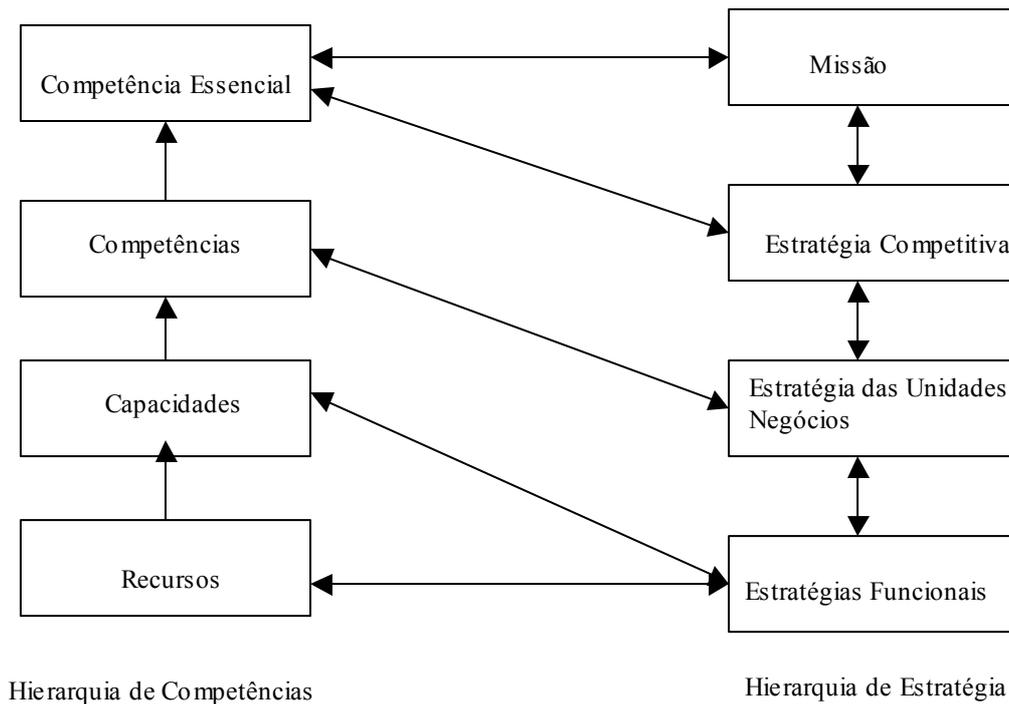 Competência Essencial
Missão
Competências
Estratégia Competitiva
Capacidades
Estratégia das Unidades
Negócios
Recursos
Estratégias Funcionais
Hierarquia de Competências
Hierarquia de Estratégia